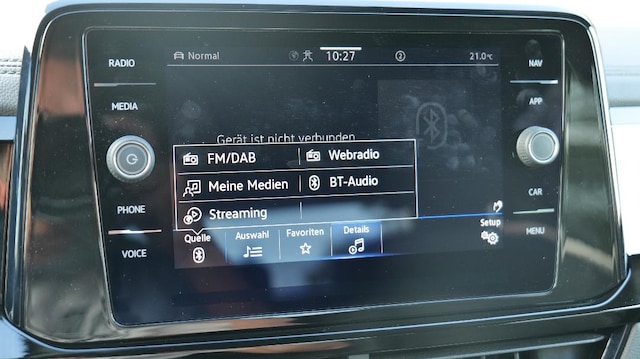 RADIO
MEDIA
PHONE
VOICE
Normal 10:27 2 21.0°C
Gerät ist nicht verbunden
FM/DAB Webradio
Meine Medien BT-Audio
Streaming
Quelle Auswahl Favoriten Details Setup
NAV
APP
CAR
MENU